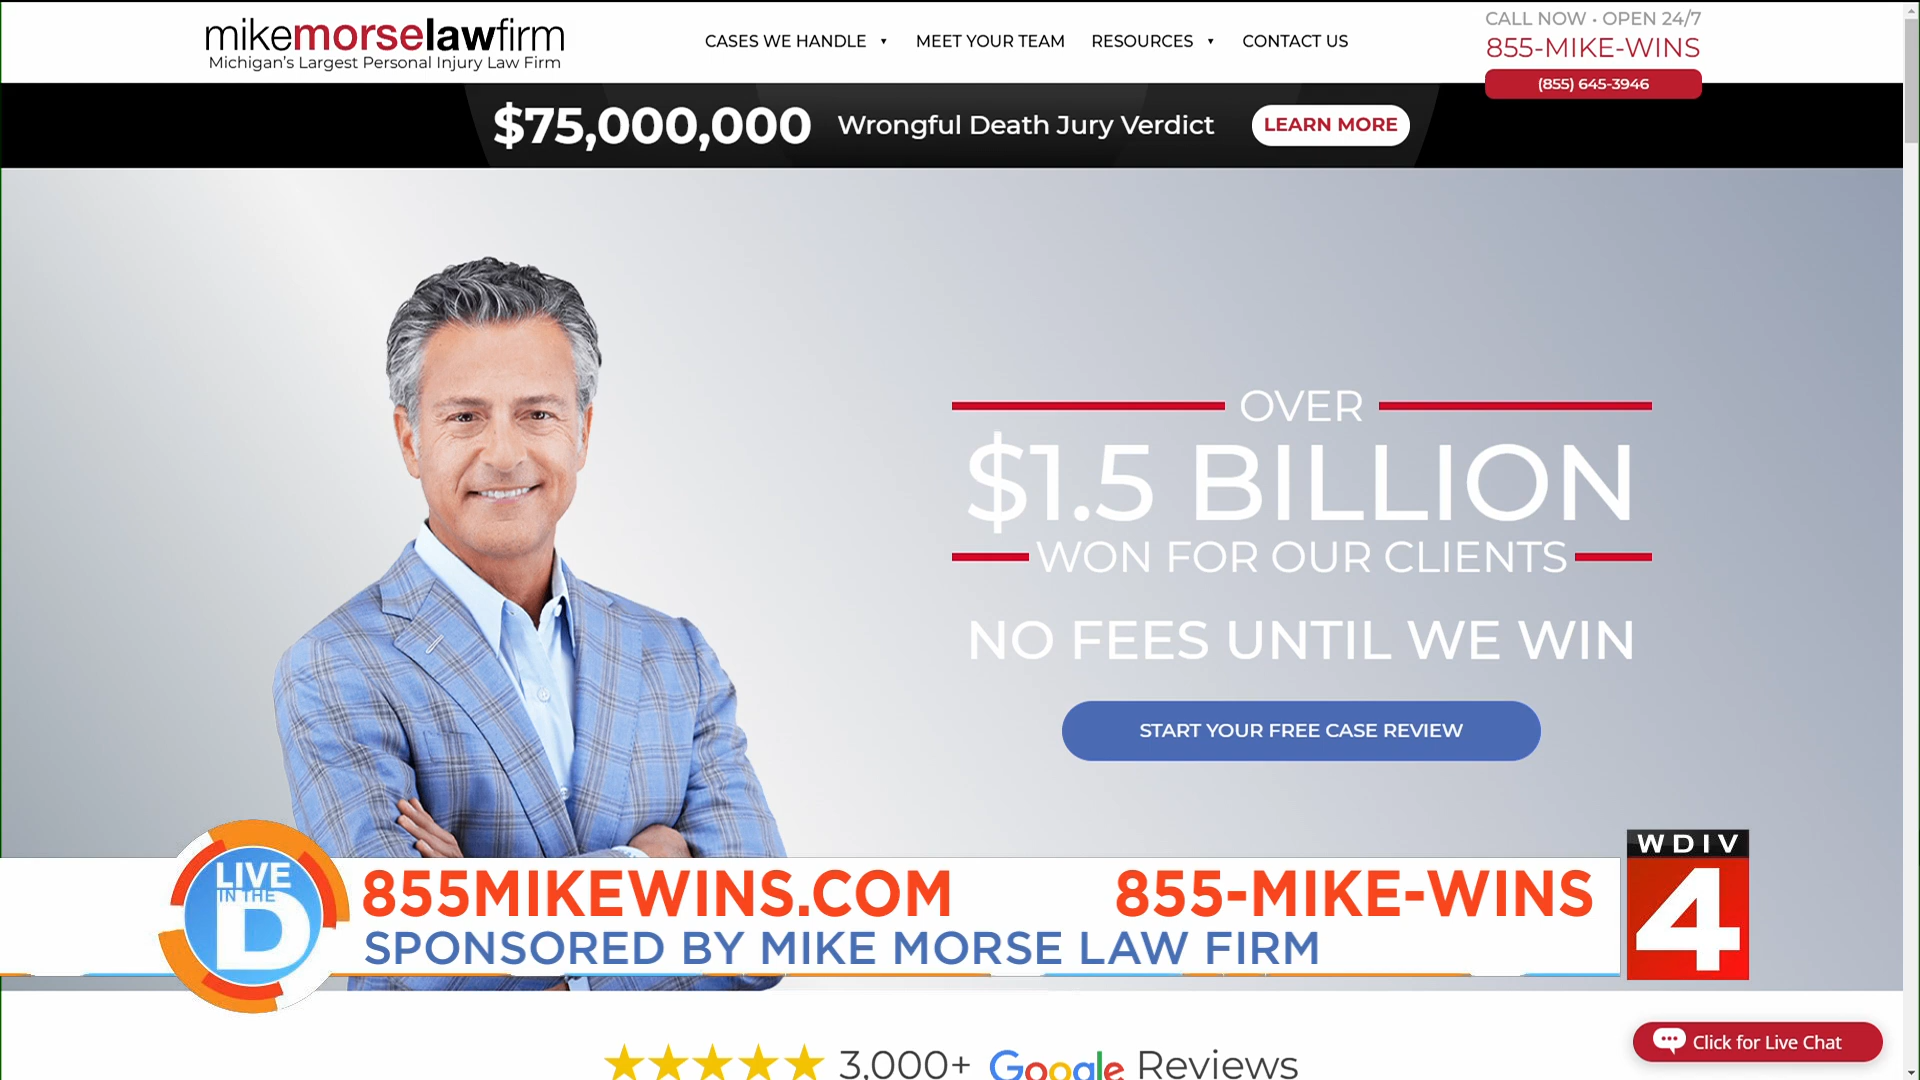 mikemorselawfirm
Michigan's Largest Personal Injury Law Firm
CASES WE HANDLE ▼ MEET YOUR TEAM RESOURCES ▼ CONTACT US
CALL NOW • OPEN 24/7
855-MIKE-WINS
(855) 645-3946
$75,000,000 Wrongful Death Jury Verdict LEARN MORE
OVER
$1.5 BILLION
WON FOR OUR CLIENTS
NO FEES UNTIL WE WIN
START YOUR FREE CASE REVIEW
LIVE
IN THE
D
855MIKEWINS.COM 855-MIKE-WINS
SPONSORED BY MIKE MORSE LAW FIRM
WDIV
4
3,000+ Google Reviews
Click for Live Chat